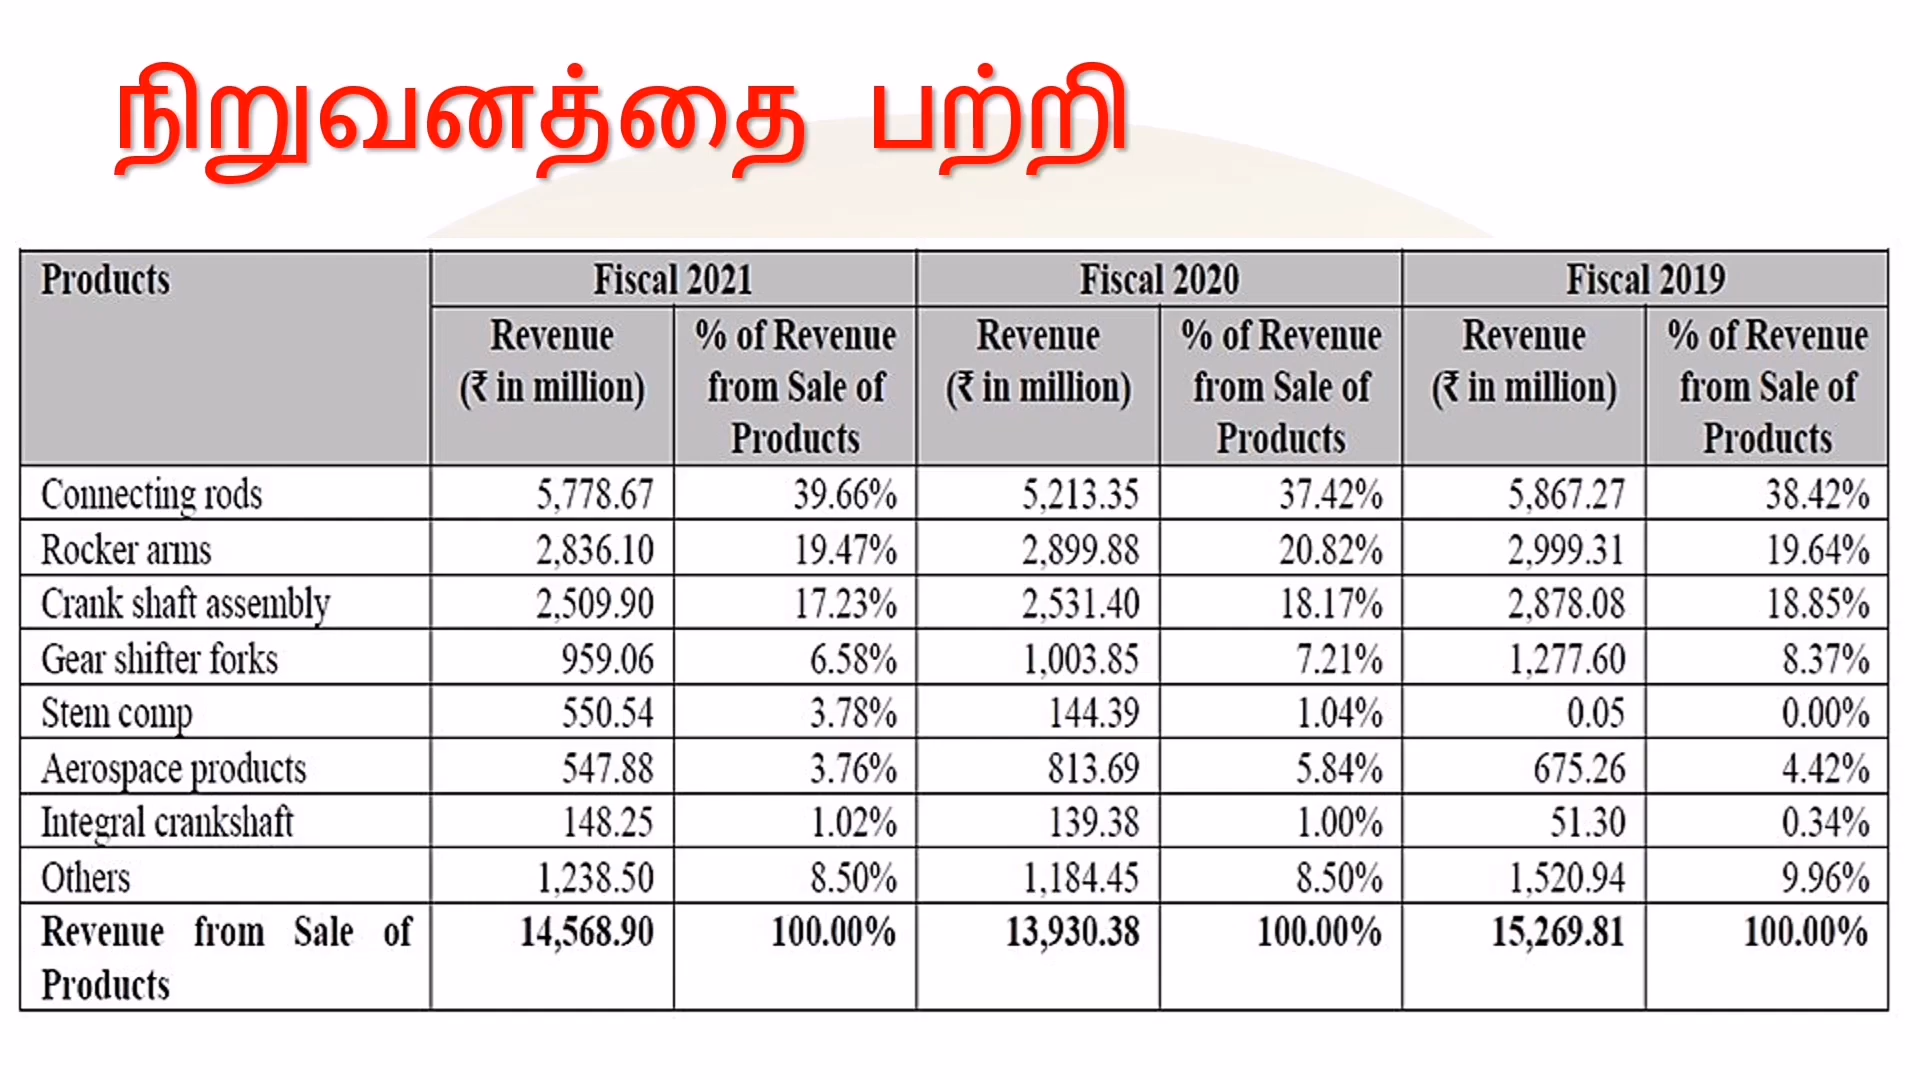 நிறுவனத்தை பற்றி
Products Fiscal 2021 Fiscal 2020 Fiscal 2019
Revenue % of Revenue Revenue % of Revenue Revenue % of Revenue
(₹ in million) from Sale of (₹ in million) from Sale of (₹ in million) from Sale of
Products Products Products
Connecting rods 5,778.67 39.66% 5,213.35 37.42% 5,867.27 38.42%
Rocker arms 2,836.10 19.47% 2,899.88 20.82% 2,999.31 19.64%
Crank shaft assembly 2,509.90 17.23% 2,531.40 18.17% 2,878.08 18.85%
Gear shifter forks 959.06 6.58% 1,003.85 7.21% 1,277.60 8.37%
Stem comp 550.54 3.78% 144.39 1.04% 0.05 0.00%
Aerospace products 547.88 3.76% 813.69 5.84% 675.26 4.42%
Integral crankshaft 148.25 1.02% 139.38 1.00% 51.30 0.34%
Others 1,238.50 8.50% 1,184.45 8.50% 1,520.94 9.96%
Revenue from Sale of 14,568.90 100.00% 13,930.38 100.00% 15,269.81 100.00%
Products